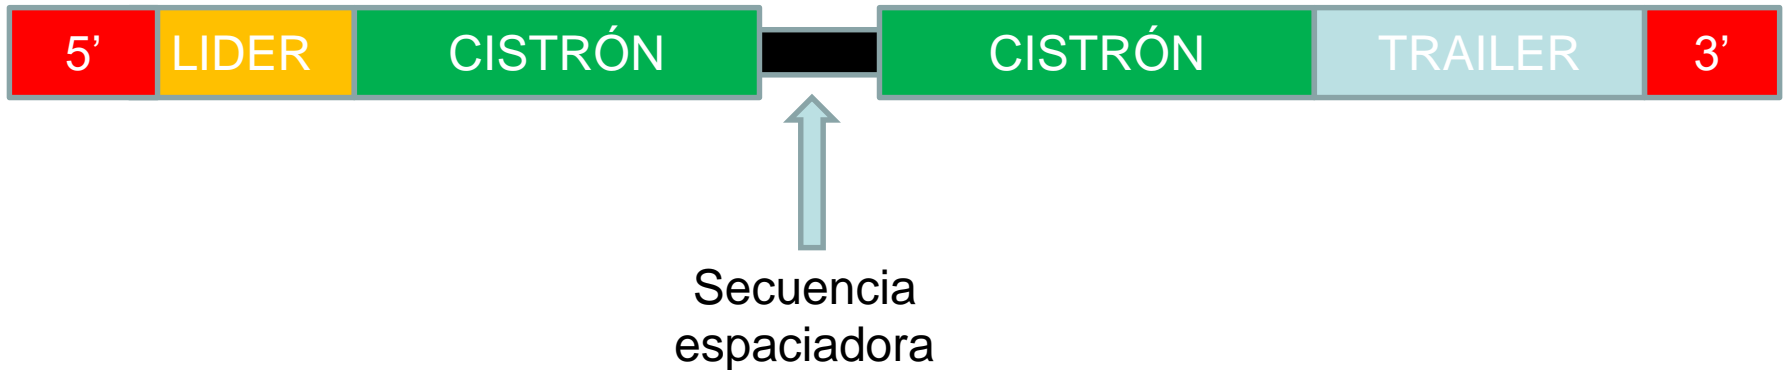 5’ LIDER CISTRÓN CISTRÓN TRAILER 3’
Secuencia
espaciadora